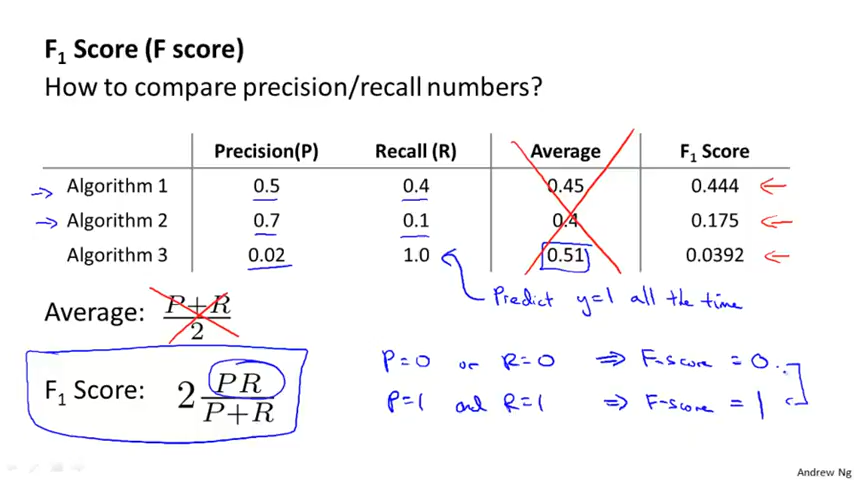 F1 Score (F score)
How to compare precision/recall numbers?
Precision(P) Recall (R) Average F1 Score
Algorithm 1 0.5 0.4 0.45 0.444
Algorithm 2 0.7 0.1 0.4 0.175
Algorithm 3 0.02 1.0 0.51 0.0392
Predict y=1 all the time
Average: P+R
2
F1 Score: 2 PR
P+R
P=0 or R=0 ⇒ F-score = 0.
P=1 and R=1 ⇒ F-score = 1
Andrew Ng